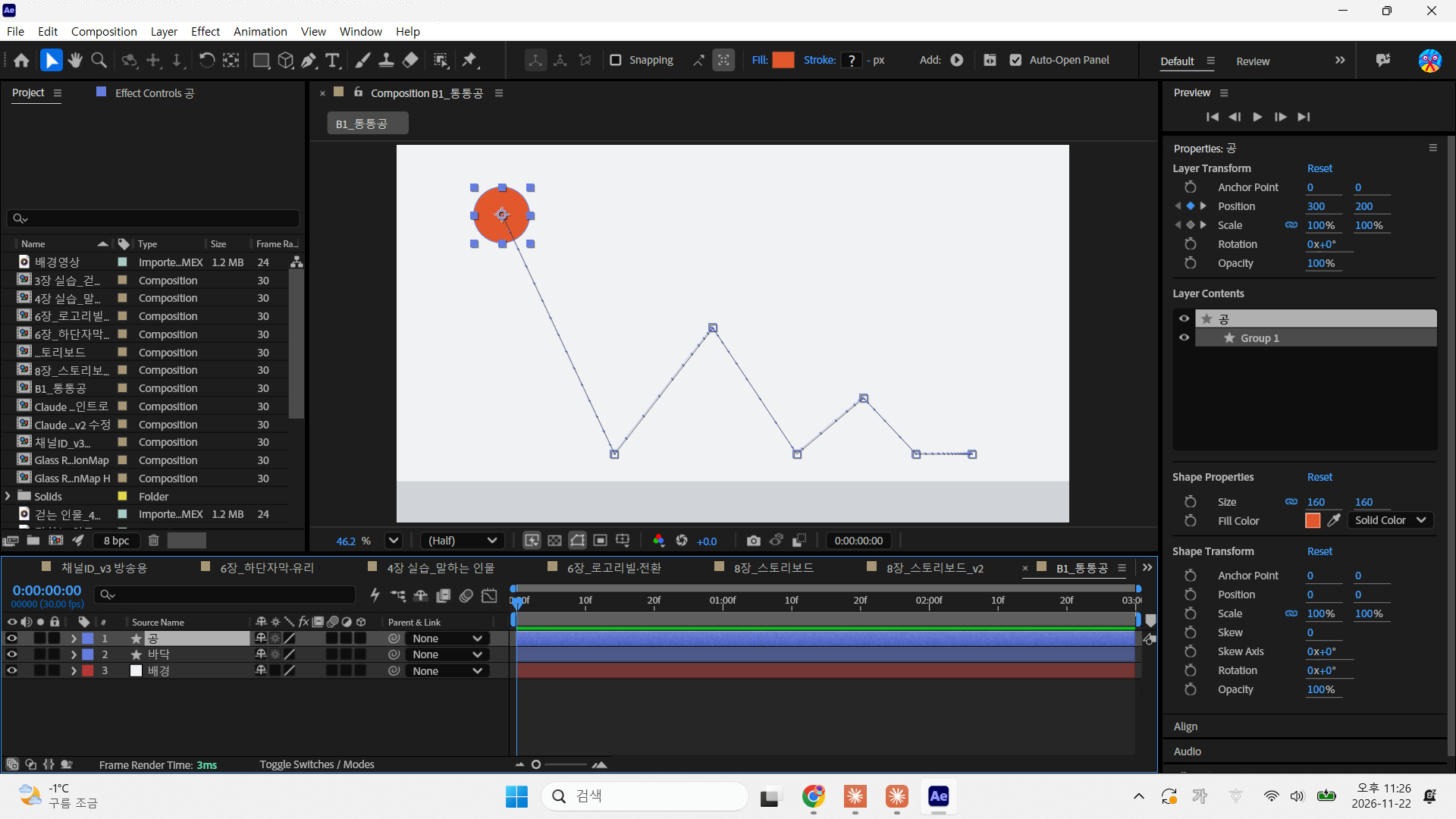 Ae
File Edit Composition Layer Effect Animation View Window Help
Snapping Fill: Stroke: ? - px Add: Auto-Open Panel Default Review
Project Effect Controls 공
Composition B1_통통공
B1_통통공
Name Type Size Frame Ra...
배경영상 Importe...MEX 1.2 MB 24
3장 실습_걷... Composition 30
4장 실습_말... Composition 30
6장_로고리빌... Composition 30
6장_하단자막... Composition 30
..토리보드 Composition 30
8장_스토리보... Composition 30
B1_통통공 Composition 30
Claude ..인트로 Composition 30
Claude ..v2 수정 Composition 30
채널ID_v3... Composition 30
Glass R...ionMap Composition 30
Glass R...nMap H Composition 30
Solids Folder
걷는 인물_4... Importe...MEX 1.2 MB 24
8 bpc
46.2 % (Half) +0.0 0:00:00:00
Preview
Properties: 공
Layer Transform Reset
Anchor Point 0 0
Position 300 200
Scale 100% 100%
Rotation 0x+0°
Opacity 100%
Layer Contents
공
Group 1
Shape Properties Reset
Size 160 160
Fill Color Solid Color
Shape Transform Reset
Anchor Point 0 0
Position 0 0
Scale 100% 100%
Skew 0
Skew Axis 0x+0°
Rotation 0x+0°
Opacity 100%
Align
Audio
채널ID_v3 방송용 6장_하단자막-유리 4장 실습_말하는 인물 6장_로고리빌.전환 8장_스토리보드 8장_스토리보드_v2 B1_통통공
0:00:00:00
00000 (30.00 fps)
00f 10f 20f 01:00f 10f 20f 02:00f 10f 20f 03:0
# Source Name fx Parent & Link
1 공 None
2 바닥 None
3 배경 None
Frame Render Time: 3ms Toggle Switches / Modes
-1°C
구름 조금
검색
Ae
가
오후 11:26
2026-11-22